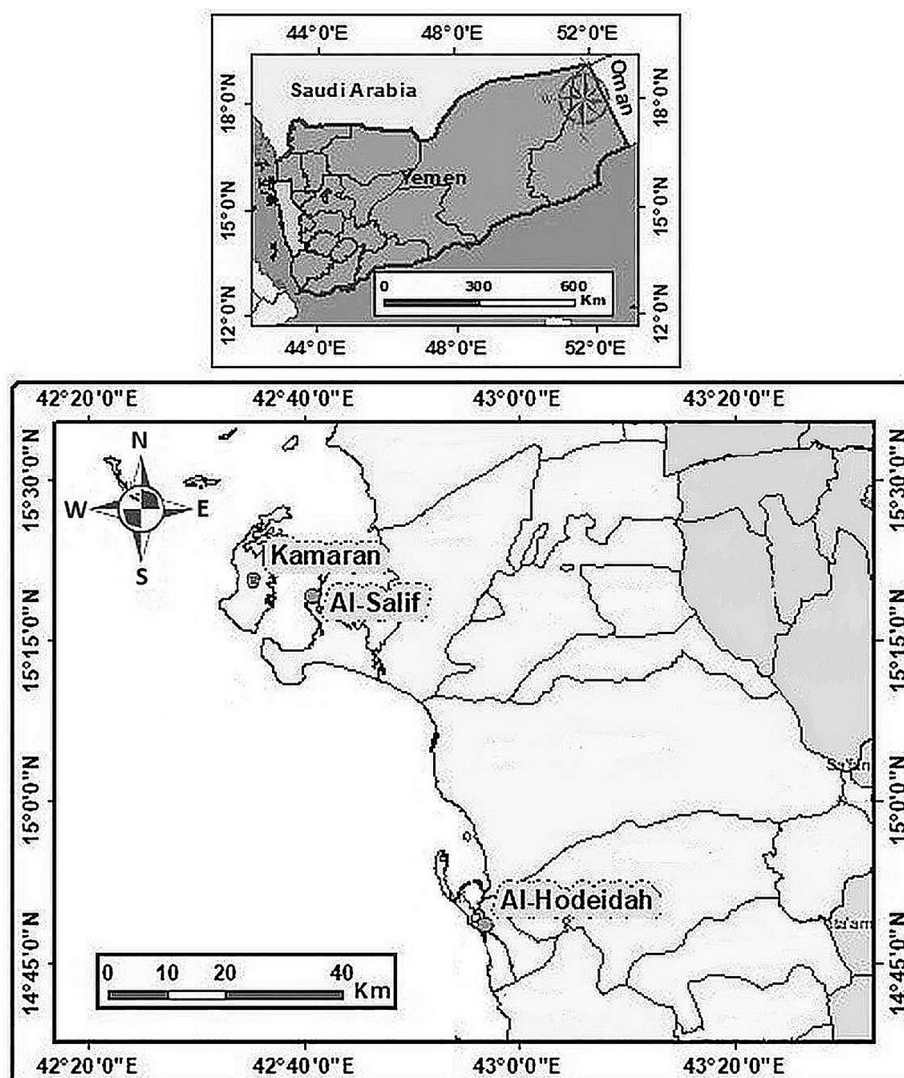 44°0'E 48°0'E 52°0'E
Saudi Arabia
Oman
Yemen
18°0'N 18°0'N
15°0'N 15°0'N
12°0'N 12°0'N
0 300 600
Km
44°0'E 48°0'E 52°0'E
42°20'0"E 42°40'0"E 43°0'0"E 43°20'0"E
N
W E
S
15°30'0"N 15°30'0"N
Kamaran
Al-Salif
15°15'0"N 15°15'0"N
15°0'0"N 15°0'0"N
Al-Hodeidah
14°45'0"N 14°45'0"N
0 10 20 40
Km
42°20'0"E 42°40'0"E 43°0'0"E 43°20'0"E